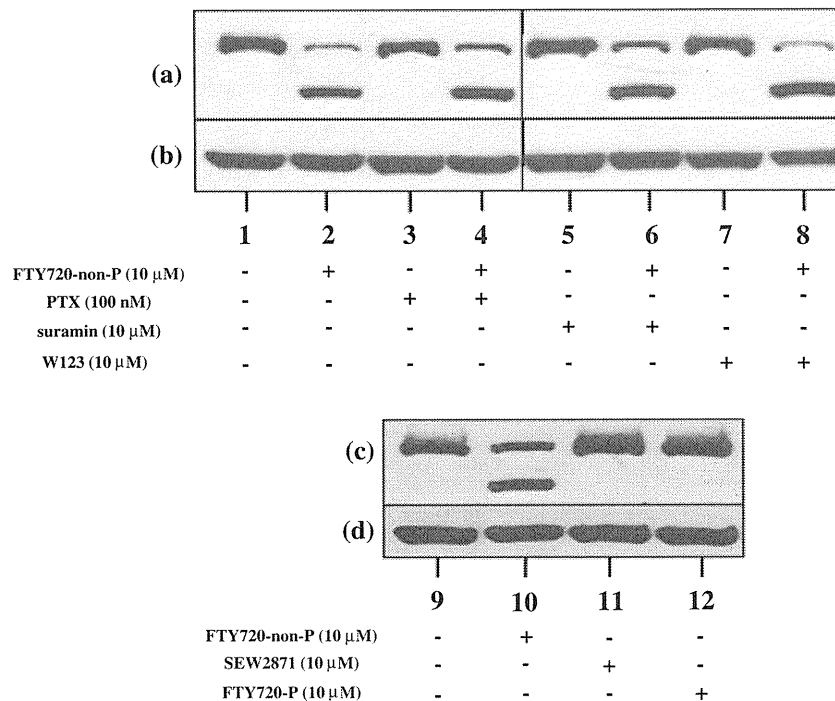 (a)
(b)
1 2 3 4 5 6 7 8
FTY720-non-P (10 μM) - + - + - + - +
PTX (100 nM) - - + + - - - -
suramin (10 μM) - - - - + + - -
W123 (10 μM) - - - - - - + +
(c)
(d)
9 10 11 12
FTY720-non-P (10 μM) - + - -
SEW2871 (10 μM) - - + -
FTY720-P (10 μM) - - - +